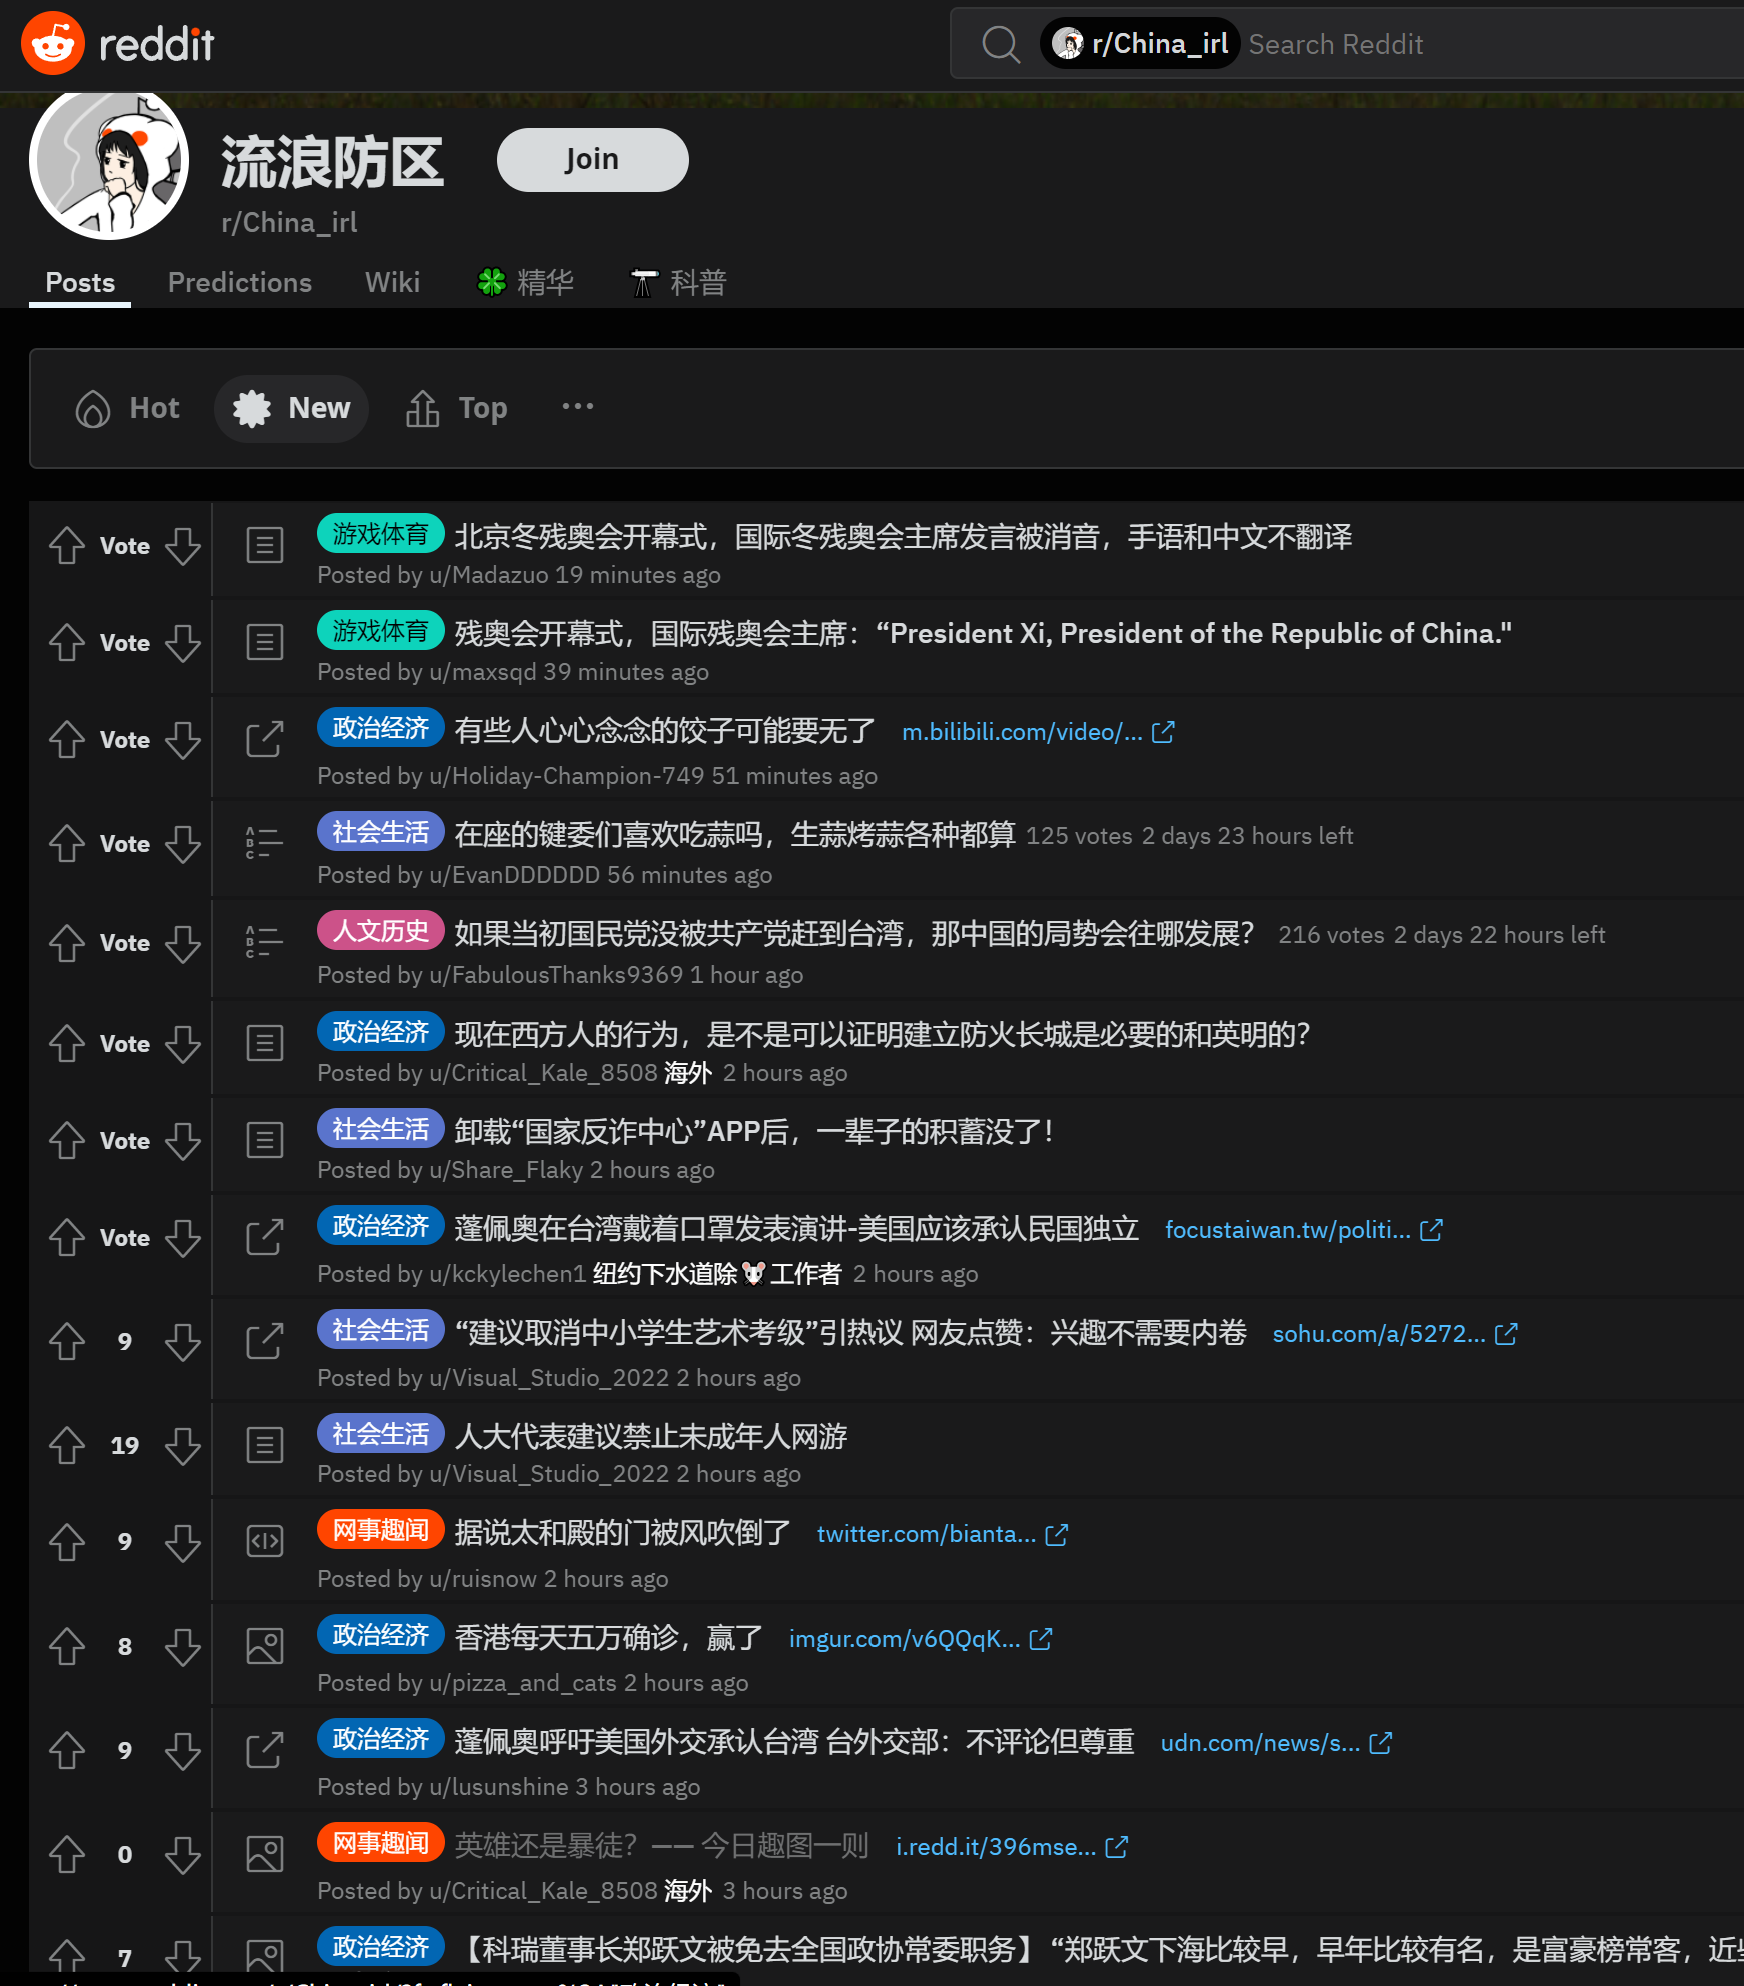 reddit
r/China_irl Search Reddit
流浪防区
Join
r/China_irl
Posts Predictions Wiki 🍀 精华 科普
Hot New Top ...
Vote 游戏体育 北京冬残奥会开幕式，国际冬残奥会主席发言被消音，手语和中文不翻译
Posted by u/Madazuo 19 minutes ago
Vote 游戏体育 残奥会开幕式，国际残奥会主席：“President Xi, President of the Republic of China."
Posted by u/maxsqd 39 minutes ago
Vote 政治经济 有些人心心念念的饺子可能要无了 m.bilibili.com/video/...
Posted by u/Holiday-Champion-749 51 minutes ago
Vote 社会生活 在座的键委们喜欢吃蒜吗，生蒜烤蒜各种都算 125 votes 2 days 23 hours left
Posted by u/EvanDDDDDD 56 minutes ago
Vote 人文历史 如果当初国民党没被共产党赶到台湾，那中国的局势会往哪发展？ 216 votes 2 days 22 hours left
Posted by u/FabulousThanks9369 1 hour ago
Vote 政治经济 现在西方人的行为，是不是可以证明建立防火长城是必要的和英明的？
Posted by u/Critical_Kale_8508 海外 2 hours ago
Vote 社会生活 卸载“国家反诈中心”APP后，一辈子的积蓄没了！
Posted by u/Share_Flaky 2 hours ago
Vote 政治经济 蓬佩奥在台湾戴着口罩发表演讲-美国应该承认民国独立 focustaiwan.tw/politi...
Posted by u/kckylechen1 纽约下水道除🐭工作者 2 hours ago
9 社会生活 “建议取消中小学生艺术考级”引热议 网友点赞：兴趣不需要内卷 sohu.com/a/5272...
Posted by u/Visual_Studio_2022 2 hours ago
19 社会生活 人大代表建议禁止未成年人网游
Posted by u/Visual_Studio_2022 2 hours ago
9 网事趣闻 据说太和殿的门被风吹倒了 twitter.com/bianta...
Posted by u/ruisnow 2 hours ago
8 政治经济 香港每天五万确诊，赢了 imgur.com/v6QQqK...
Posted by u/pizza_and_cats 2 hours ago
9 政治经济 蓬佩奥呼吁美国外交承认台湾 台外交部：不评论但尊重 udn.com/news/s...
Posted by u/lusunshine 3 hours ago
0 网事趣闻 英雄还是暴徒？—— 今日趣图一则 i.redd.it/396mse...
Posted by u/Critical_Kale_8508 海外 3 hours ago
7 政治经济 【科瑞董事长郑跃文被免去全国政协常委职务】“郑跃文下海比较早，早年比较有名，是富豪榜常客，近